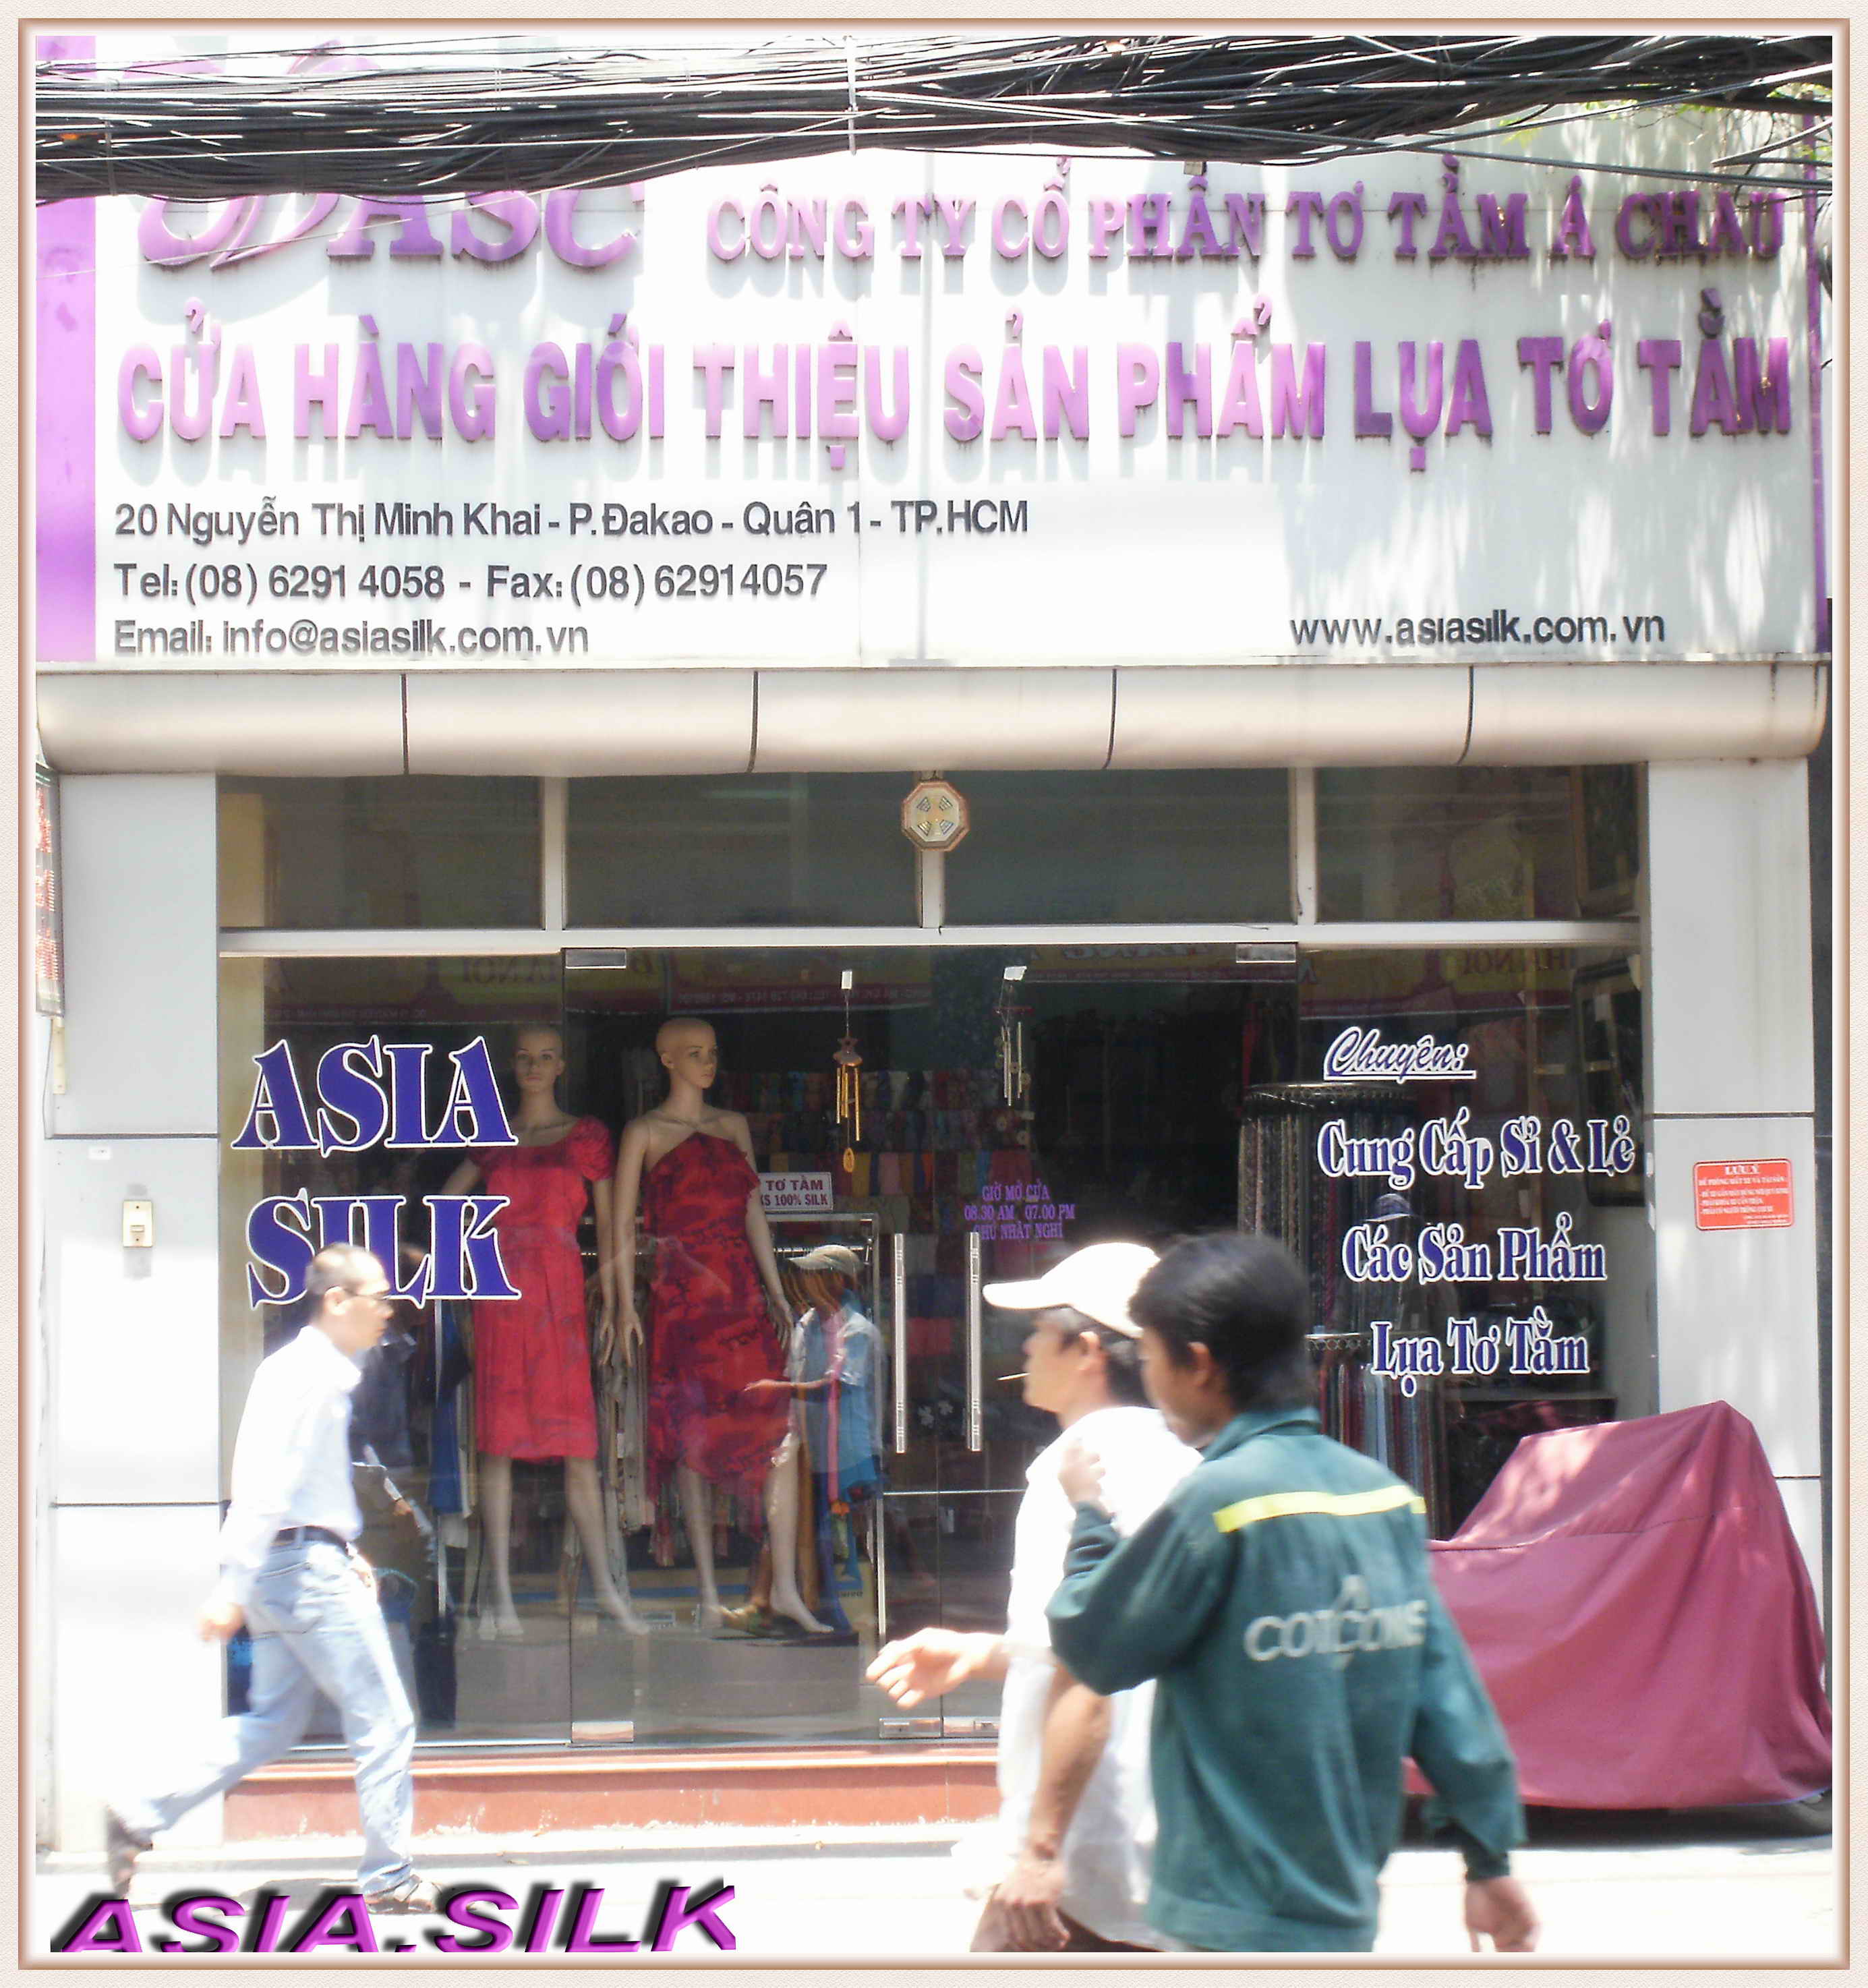 ASC CÔNG TY CỔ PHẦN TƠ TẰM Á CHÂU
CỬA HÀNG GIỚI THIỆU SẢN PHẨM LỤA TƠ TẰM
20 Nguyễn Thị Minh Khai - P.Đakao - Quân 1 - TP.HCM
Tel: (08) 6291 4058 - Fax: (08) 62914057
Email: info@asiasilk.com.vn
www.asiasilk.com.vn
ASIA
SILK
TƠ TẰM
100% SILK
GIỜ MỞ CỬA
08.30 AM 07.00 PM
NHẬT NGHỈ
Chuyên:
Cung Cấp Sỉ & Lẻ
Các Sản Phẩm
Lụa Tơ Tằm
LƯU Ý
COTECCONS
ASIA.SILK